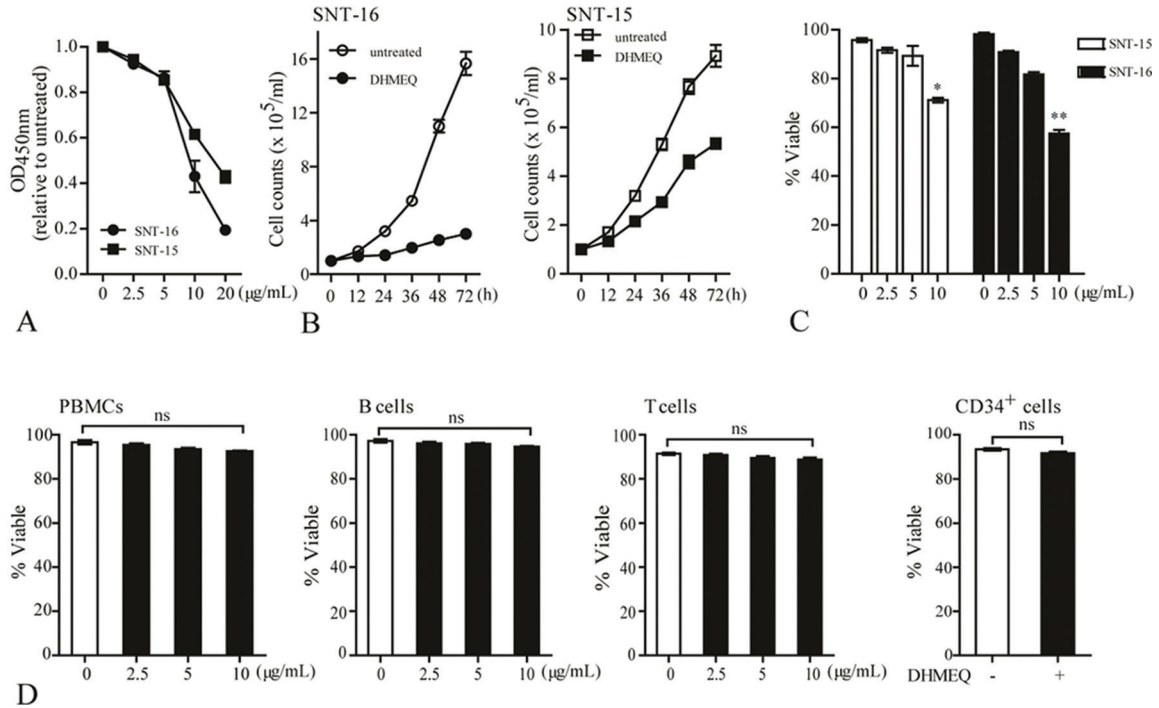 SNT-16
SNT-15
1.0
0.8
0.6
0.4
0.2
0.0
OD450nm
(relative to untreated)
SNT-16
SNT-15
0 2.5 5 10 20 (μg/mL)
A
16
12
8
4
0
Cell counts (x 10^5/ml)
untreated
DHMEQ
0 12 24 36 48 72 (h)
B
10
8
6
4
2
0
Cell counts (x 10^5/ml)
untreated
DHMEQ
0 12 24 36 48 72 (h)
100
80
60
40
20
0
% Viable
SNT-15
SNT-16
*
**
0 2.5 5 10 0 2.5 5 10 (μg/mL)
C
PBMCs
ns
100
80
60
40
20
0
% Viable
0 2.5 5 10 (μg/mL)
D
B cells
ns
100
80
60
40
20
0
% Viable
0 2.5 5 10 (μg/mL)
T cells
ns
100
80
60
40
20
0
% Viable
0 2.5 5 10 (μg/mL)
CD34+ cells
ns
100
80
60
40
20
0
% Viable
DHMEQ - +